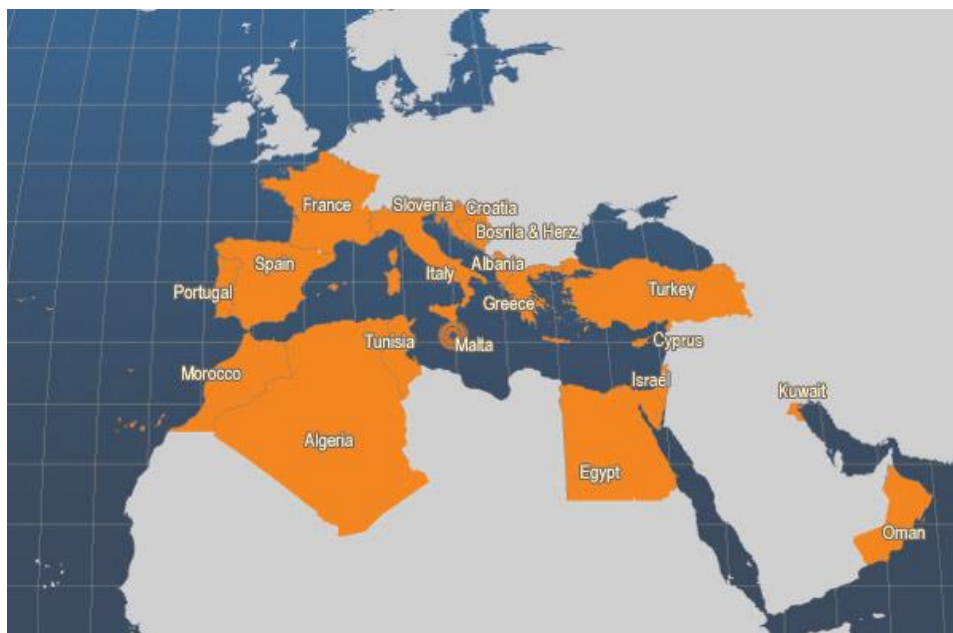 France
Slovenia
Croatia
Bosnia & Herz.
Spain
Italy
Albania
Portugal
Greece
Turkey
Tunisia
Malta
Cyprus
Morocco
Israel
Kuwait
Algeria
Egypt
Oman